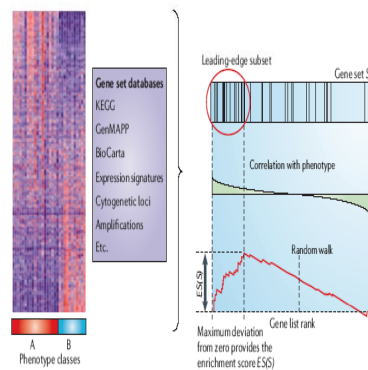 Gene set databases
KEGG
GenMAPP
BioCarta
Expression signatures
Cytogenetic loci
Amplifications
Etc.
A
B
Phenotype classes
Leading-edge subset
Gene set S
Correlation with phenotype
Random walk
ES(S)
Gene list rank
Maximum deviation
from zero provides the
enrichment score ES(S)